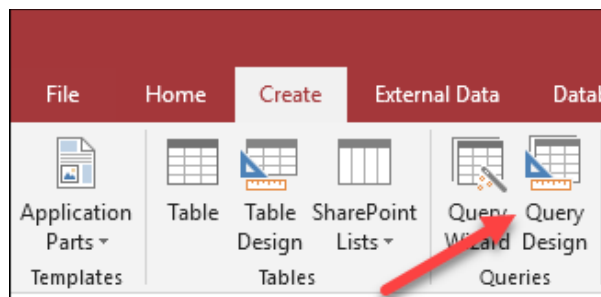 File Home Create External Data Datab
Application Table Table SharePoint Query Query
Parts Design Lists Wizard Design
Templates Tables Queries